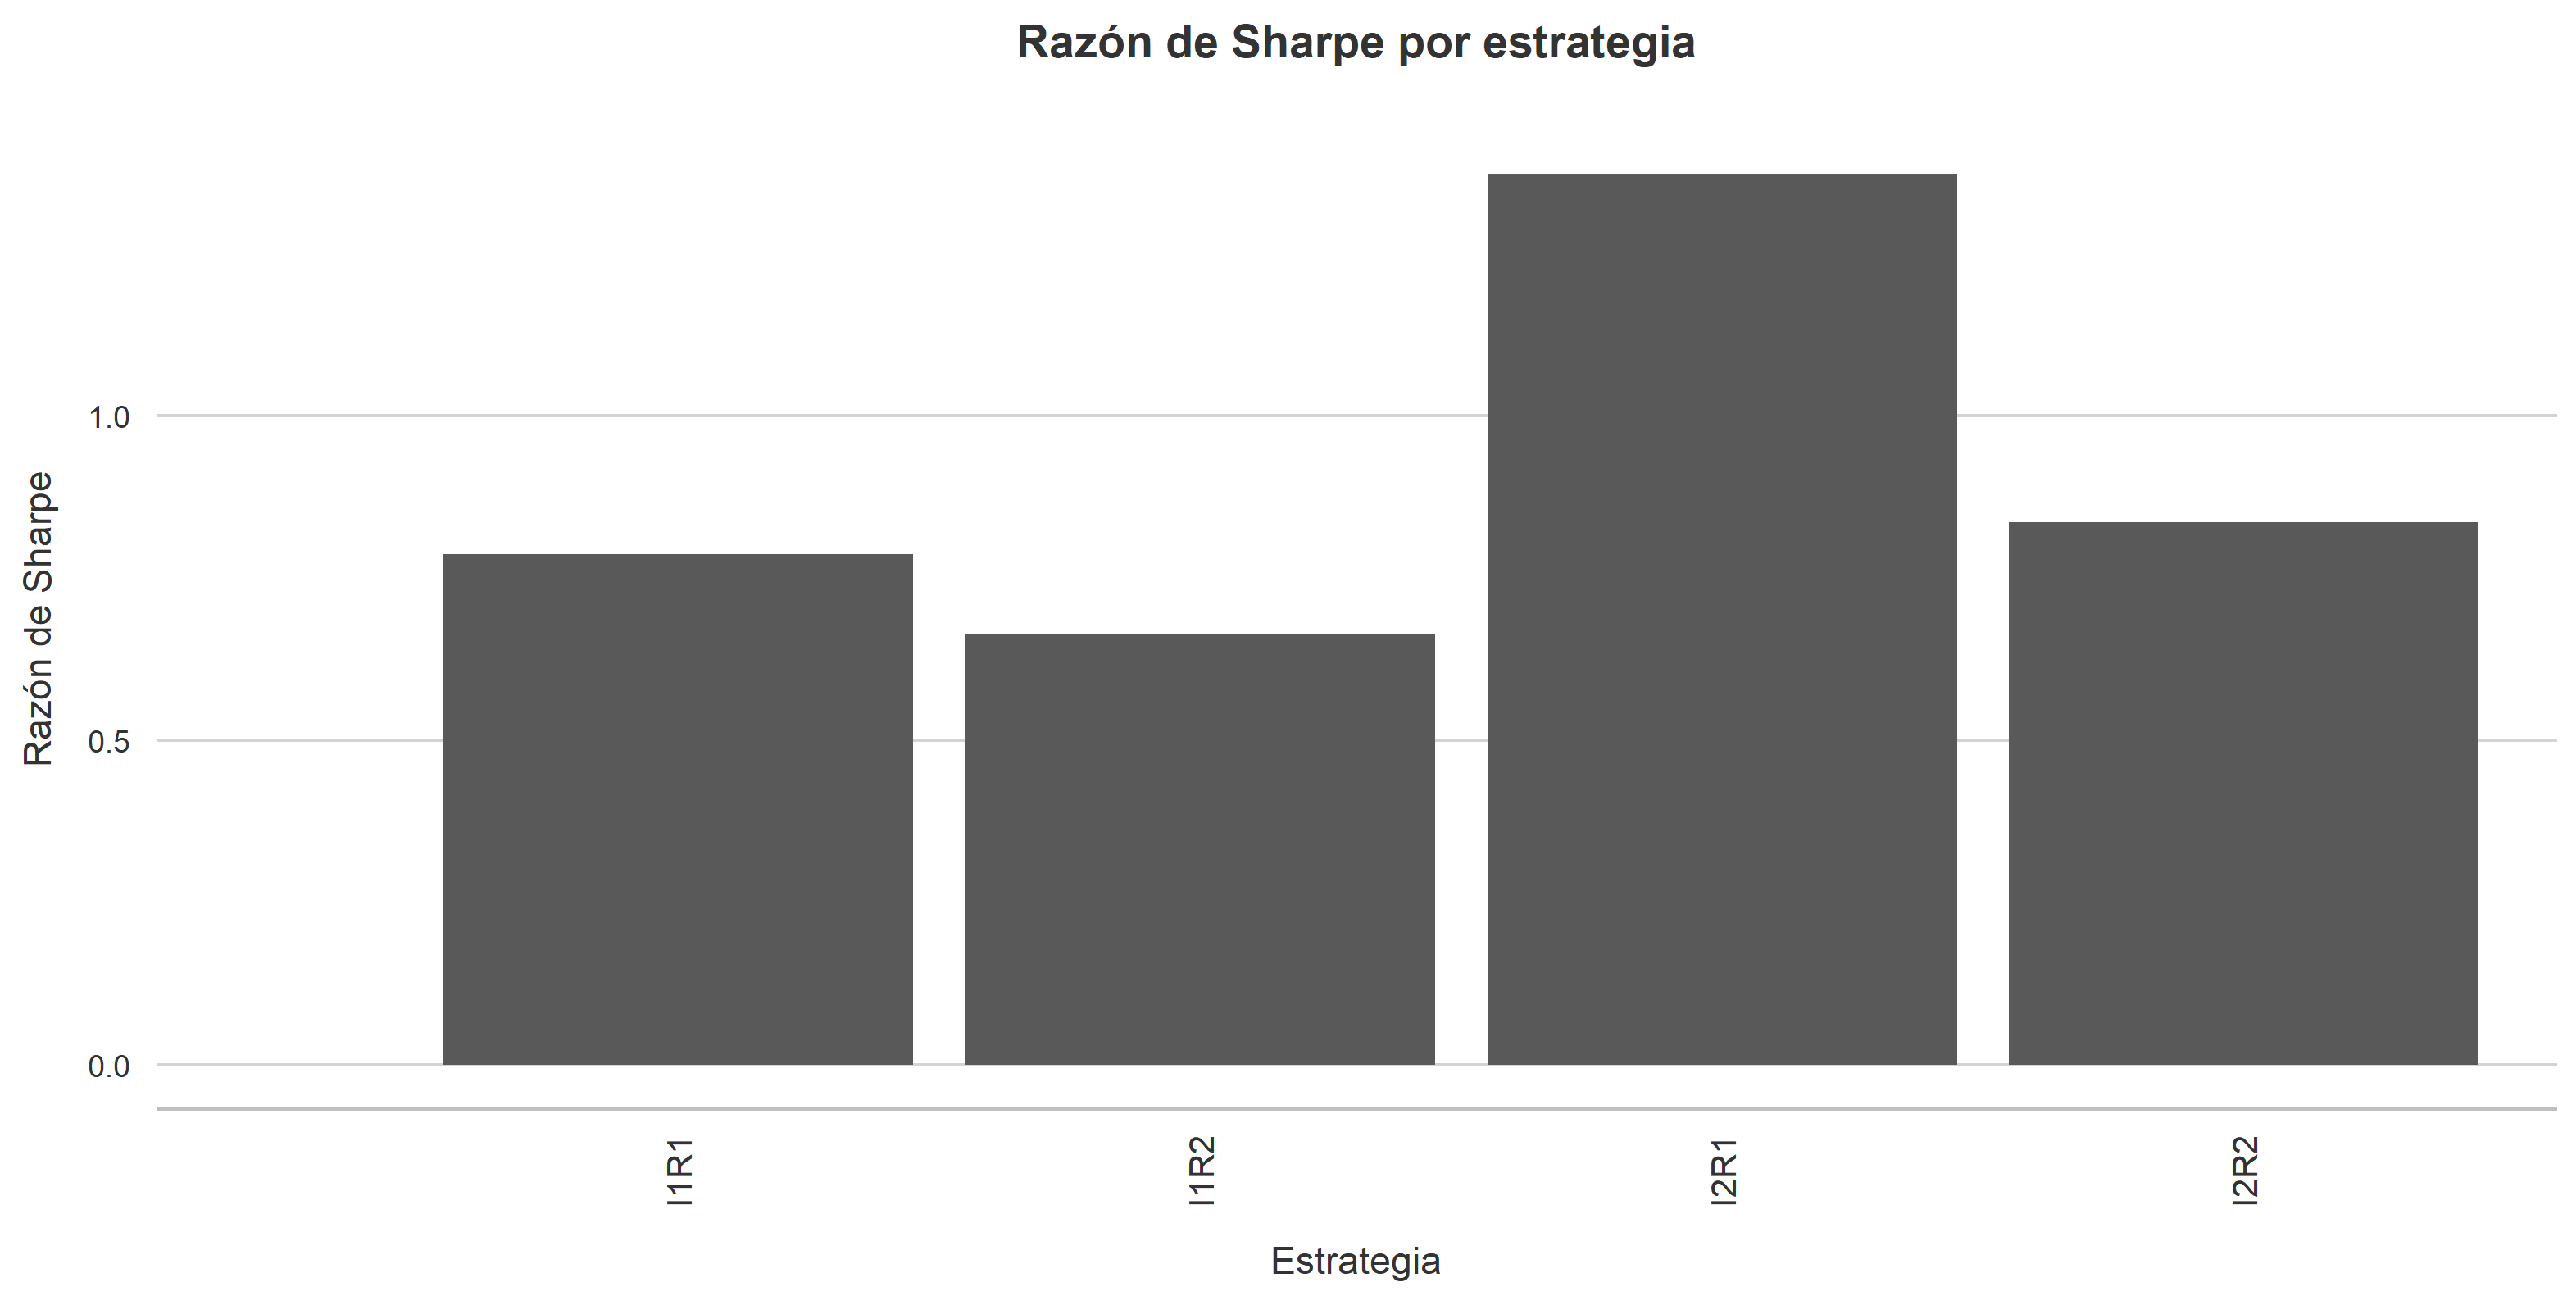 Razón de Sharpe por estrategia
Razón de Sharpe
1.0
0.5
0.0
I1R1
I1R2
I2R1
I2R2
Estrategia